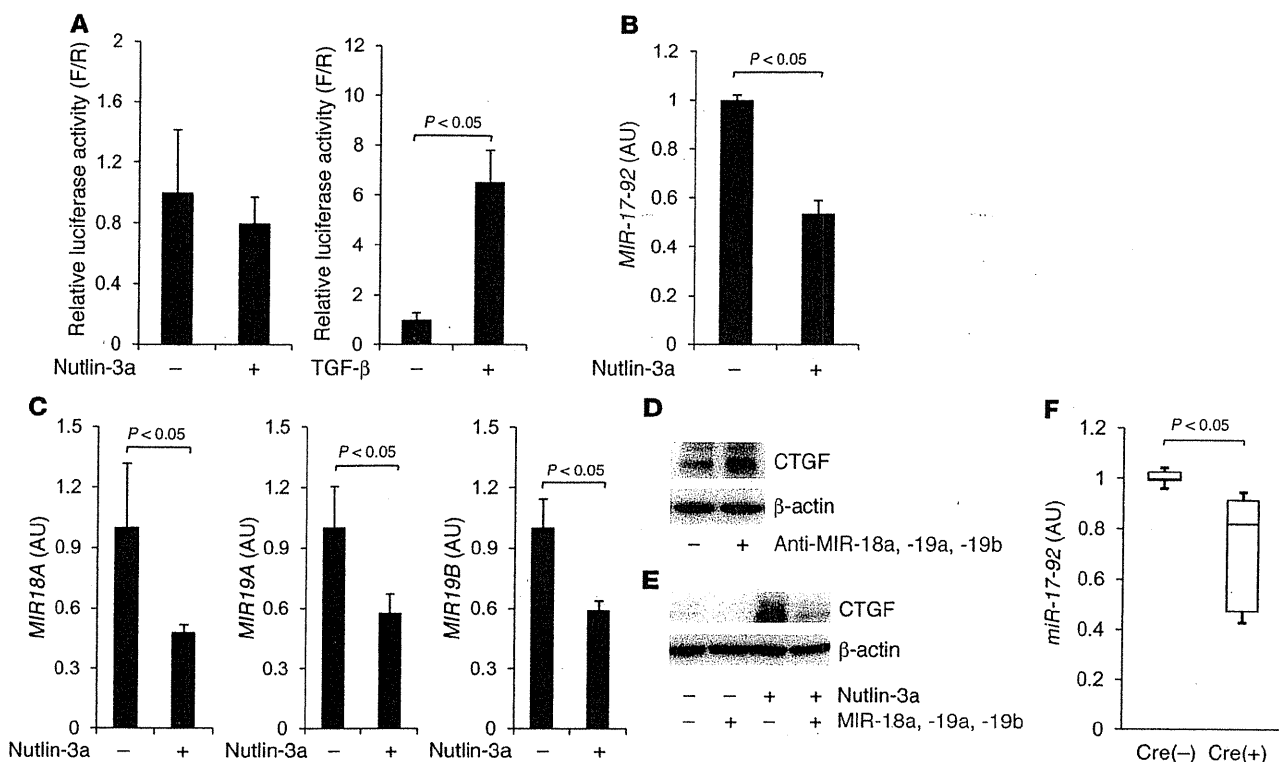 A
Relative luciferase activity (F/R)
2
1.6
1.2
0.8
0.4
0
Nutlin-3a
– +
Relative luciferase activity (F/R)
12
10
8
6
4
2
0
P < 0.05
TGF-β
– +
B
MIR-17-92 (AU)
1.2
1
0.8
0.6
0.4
0.2
0
P < 0.05
Nutlin-3a
– +
C
MIR18A (AU)
1.5
1.2
0.9
0.6
0.3
0
P < 0.05
Nutlin-3a – +
MIR19A (AU)
1.5
1.2
0.9
0.6
0.3
0
P < 0.05
Nutlin-3a – +
MIR19B (AU)
1.5
1.2
0.9
0.6
0.3
0
P < 0.05
Nutlin-3a – +
D
CTGF
β-actin
– + Anti-MIR-18a, -19a, -19b
E
CTGF
β-actin
– – + + Nutlin-3a
– + – + MIR-18a, -19a, -19b
F
miR-17-92 (AU)
1.2
1
0.8
0.6
0.4
0.2
0
P < 0.05
Cre(–) Cre(+)